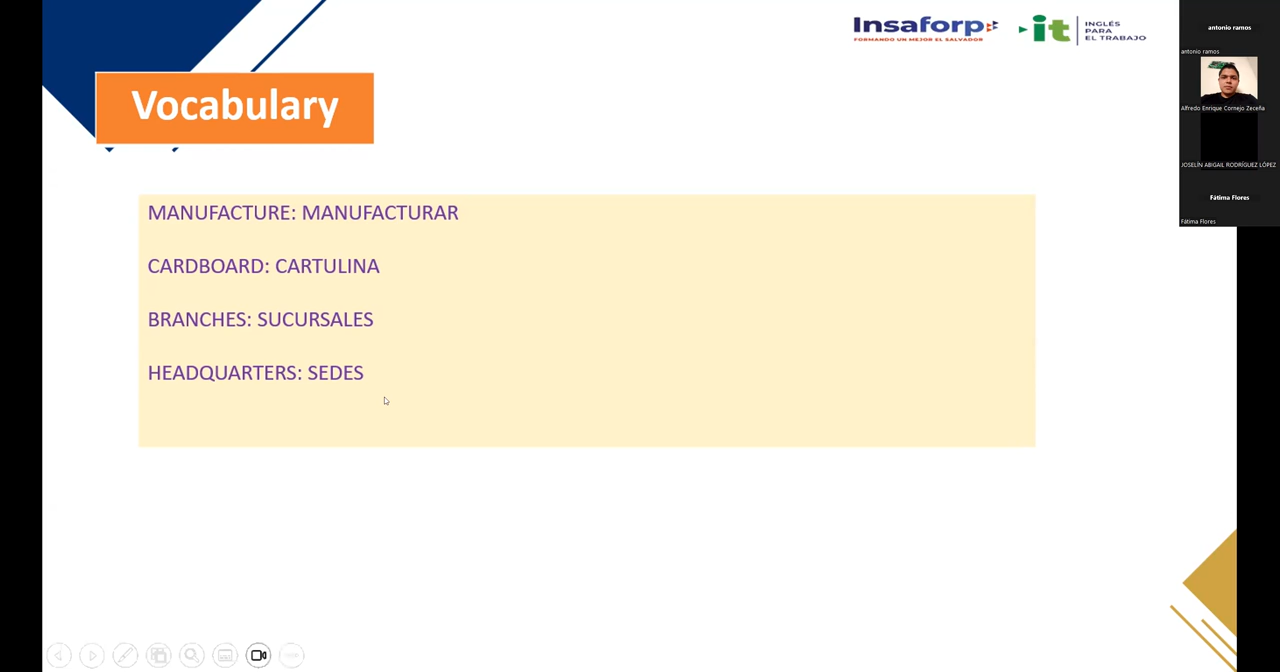 Insaforp
FORMANDO UN MEJOR EL SALVADOR
it
INGLÉS
PARA
EL TRABAJO
Vocabulary
MANUFACTURE: MANUFACTURAR
CARDBOARD: CARTULINA
BRANCHES: SUCURSALES
HEADQUARTERS: SEDES
antonio ramos
antonio ramos
Alfredo Enrique Cornejo Zeceña
JOSELÍN ABIGAIL RODRÍGUEZ LÓPEZ
Fátima Flores
Fátima Flores